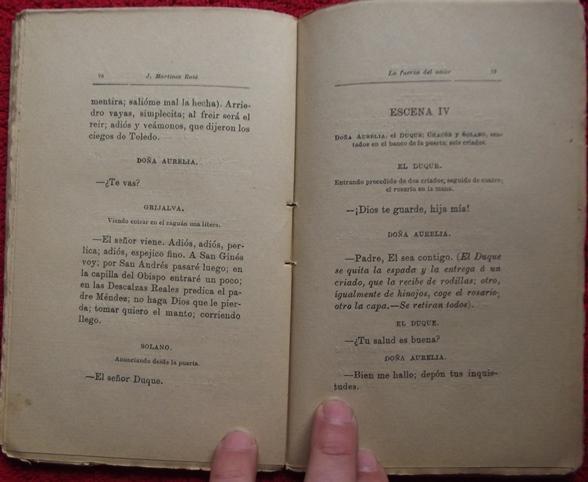 78 J. Martínez Ruiz
mentira; salióme mal la hecha). Arrie-
dro vayas, simplecita; al freir será el
reir; adiós y veámonos, que dijeron los
ciegos de Toledo.
DOÑA AURELIA.
—¿Te vas?
GRIJALVA.
Viendo entrar en el zaguán una litera.
—El señor viene. Adiós, adiós, per-
lica; adiós, espejico fino. A San Ginés
voy; por San Andrés pasaré luego; en
la capilla del Obispo entraré un poco;
en las Descalzas Reales predica el pa-
dre Méndez; no haga Dios que le pier-
da; tomar quiero el manto; corriendo
llego.
SOLANO.
Anunciando desde la puerta.
—El señor Duque.
La fuerza del amor 79
ESCENA IV
DOÑA AURELIA, el DUQUE; CHACÓN y SOLANO, sen-
tados en el banco de la puerta; seis criados.
EL DUQUE.
Entrando precedido de dos criados; seguido de cuatro;
el rosario en la mano.
—¡Dios te guarde, hija mía!
DOÑA AURELIA.
—Padre, El sea contigo. (El Duque
se quita la espada y la entrega á un
criado, que la recibe de rodillas; otro,
igualmente de hinojos, coge el rosario;
otro la capa.—Se retiran todos).
EL DUQUE.
—¿Tu salud es buena?
DOÑA AURELIA.
—Bien me hallo; depón tus inquie-
tudes.